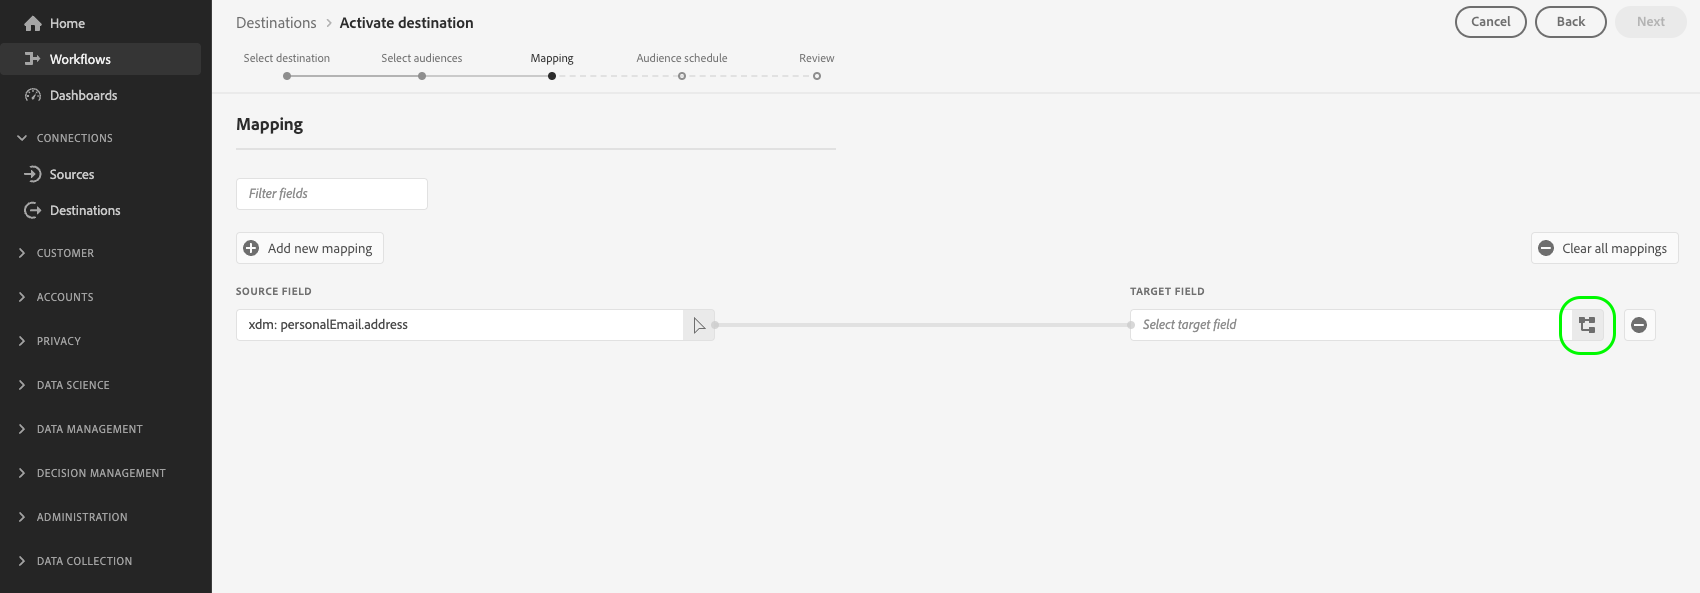 Home
Workflows
Dashboards
CONNECTIONS
Sources
Destinations
CUSTOMER
ACCOUNTS
PRIVACY
DATA SCIENCE
DATA MANAGEMENT
DECISION MANAGEMENT
ADMINISTRATION
DATA COLLECTION
Destinations > Activate destination
Cancel
Back
Next
Select destination
Select audiences
Mapping
Audience schedule
Review
Mapping
Filter fields
Add new mapping
Clear all mappings
SOURCE FIELD
TARGET FIELD
xdm: personalEmail.address
Select target field